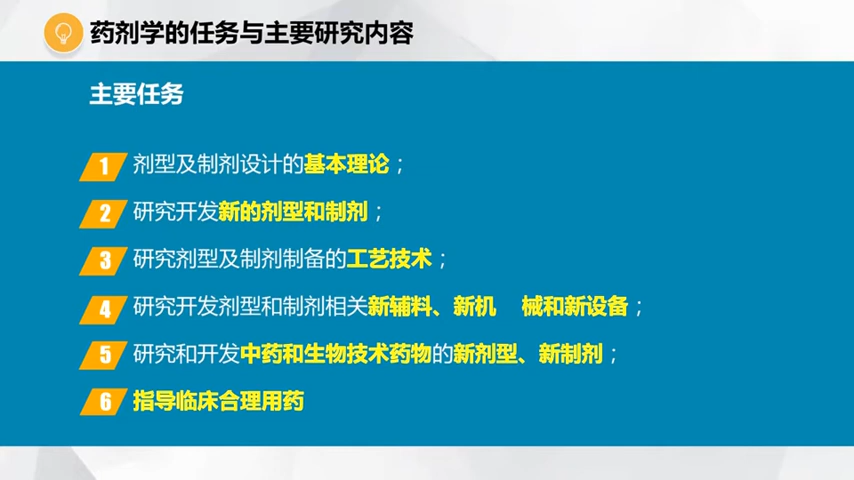 药剂学的任务与主要研究内容
主要任务
1 剂型及制剂设计的基本理论；
2 研究开发新的剂型和制剂；
3 研究剂型及制剂制备的工艺技术；
4 研究开发剂型和制剂相关新辅料、新机 械和新设备；
5 研究和开发中药和生物技术药物的新剂型、新制剂；
6 指导临床合理用药